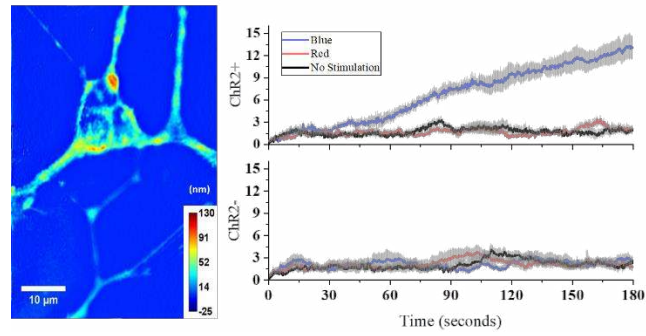 (nm)
130
91
52
14
-25
10 µm
ChR2+
15
12
9
6
3
0
Blue
Red
No Stimulation
ChR2-
15
12
9
6
3
0
0 30 60 90 120 150 180
Time (seconds)